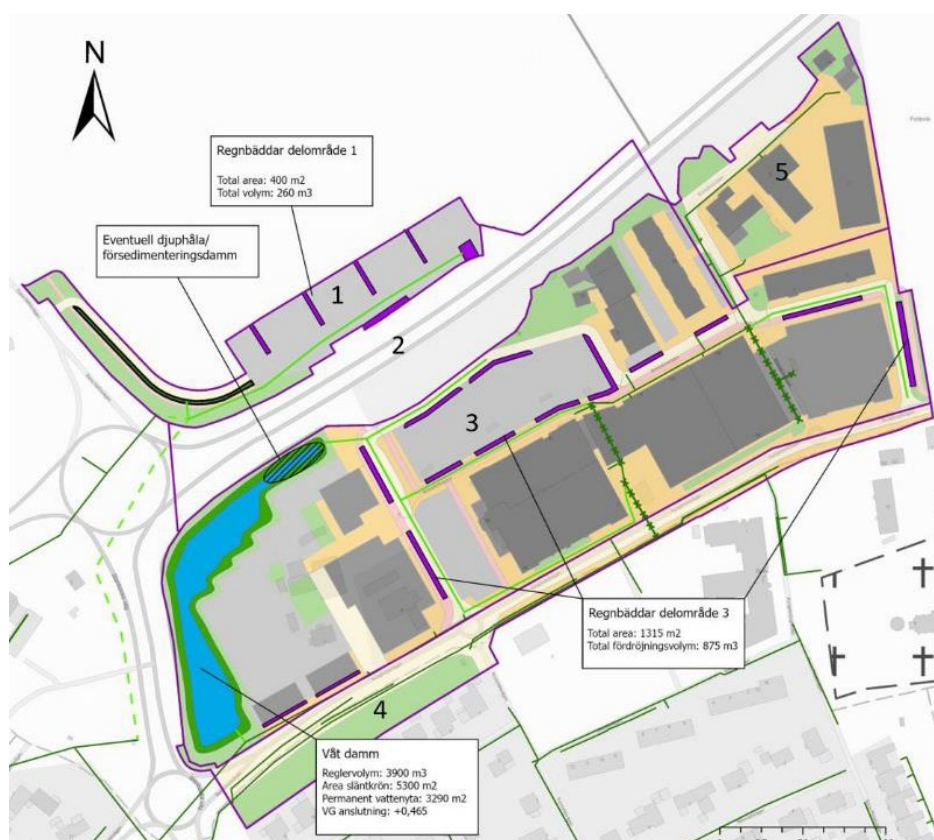 N
5
Regnbäddar delområde 1
Total area: 400 m2
Total volym: 260 m3
Eventuell djuphåla/
försedimenteringsdamm
1
2
3
Regnbäddar delområde 3
Total area: 1315 m2
Total fördröjningsvolym: 875 m3
4
Våt damm
Reglervolym: 3900 m3
Area släntkrön: 5300 m2
Permanent vattenyta: 3290 m2
VG anslutning: +0,465